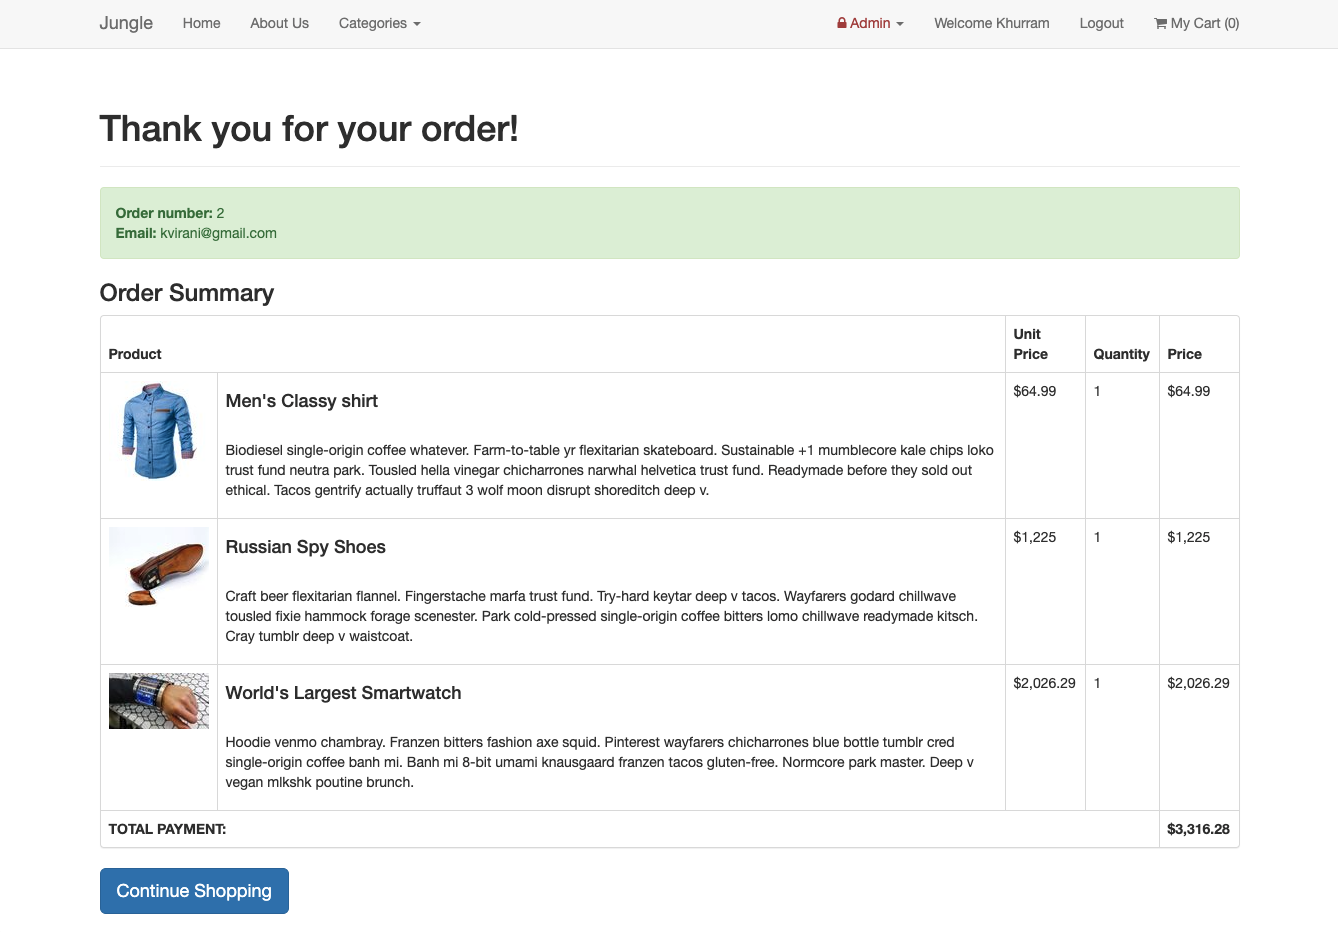 Jungle Home About Us Categories Admin Welcome Khurram Logout My Cart (0)
Thank you for your order!
Order number: 2
Email: kvirani@gmail.com
Order Summary
Product Unit Price Quantity Price
Men's Classy shirt $64.99 1 $64.99
Biodiesel single-origin coffee whatever. Farm-to-table yr flexitarian skateboard. Sustainable +1 mumblecore kale chips loko
trust fund neutra park. Tousled hella vinegar chicharrones narwhal helvetica trust fund. Readymade before they sold out
ethical. Tacos gentrify actually truffaut 3 wolf moon disrupt shoreditch deep v.
Russian Spy Shoes $1,225 1 $1,225
Craft beer flexitarian flannel. Fingerstache marfa trust fund. Try-hard keytar deep v tacos. Wayfarers godard chillwave
tousled fixie hammock forage scenester. Park cold-pressed single-origin coffee bitters lomo chillwave readymade kitsch.
Cray tumblr deep v waistcoat.
World's Largest Smartwatch $2,026.29 1 $2,026.29
Hoodie venmo chambray. Franzen bitters fashion axe squid. Pinterest wayfarers chicharrones blue bottle tumblr cred
single-origin coffee banh mi. Banh mi 8-bit umami knausgaard franzen tacos gluten-free. Normcore park master. Deep v
vegan mlkshk poutine brunch.
TOTAL PAYMENT: $3,316.28
Continue Shopping